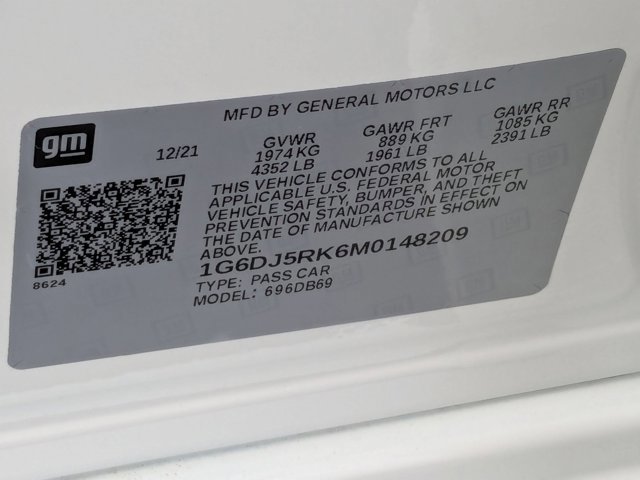 MFD BY GENERAL MOTORS LLC
gm
12/21
GVWR GAWR FRT GAWR RR
1974 KG 889 KG 1085 KG
4352 LB 1961 LB 2391 LB
THIS VEHICLE CONFORMS TO ALL
APPLICABLE U.S. FEDERAL MOTOR
VEHICLE SAFETY, BUMPER, AND THEFT
PREVENTION STANDARDS IN EFFECT ON
THE DATE OF MANUFACTURE SHOWN
ABOVE.
8624
1G6DJ5RK6M0148209
TYPE: PASS CAR
MODEL: 696DB69